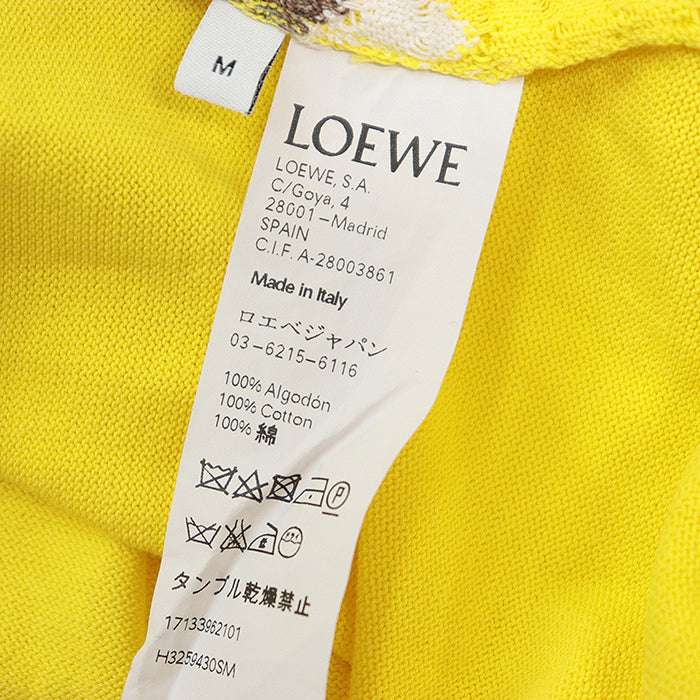 M
LOEWE
LOEWE, S.A.
C/Goya, 4
28001-Madrid
SPAIN
C.I.F. A-28003861
Made in Italy
ロエベジャパン
03-6215-6116
100% Algodón
100% Cotton
100% 綿
P
タンブル乾燥禁止
17133962101
H3259430SM